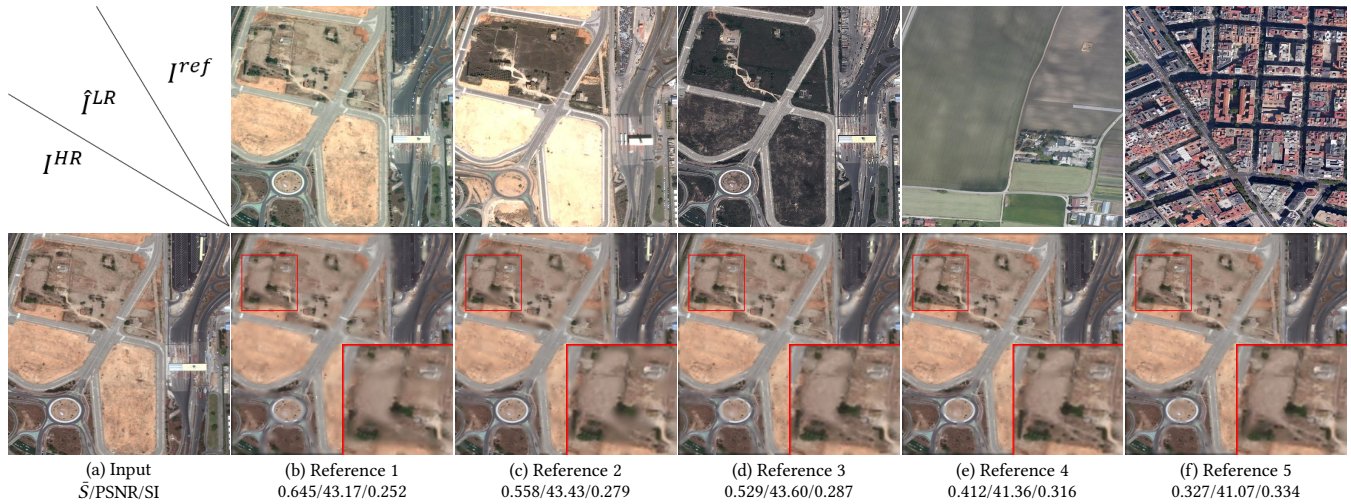 I^{ref}
Î^{LR}
I^{HR}
(a) Input
S̄/PSNR/SI
(b) Reference 1
0.645/43.17/0.252
(c) Reference 2
0.558/43.43/0.279
(d) Reference 3
0.529/43.60/0.287
(e) Reference 4
0.412/41.36/0.316
(f) Reference 5
0.327/41.07/0.334